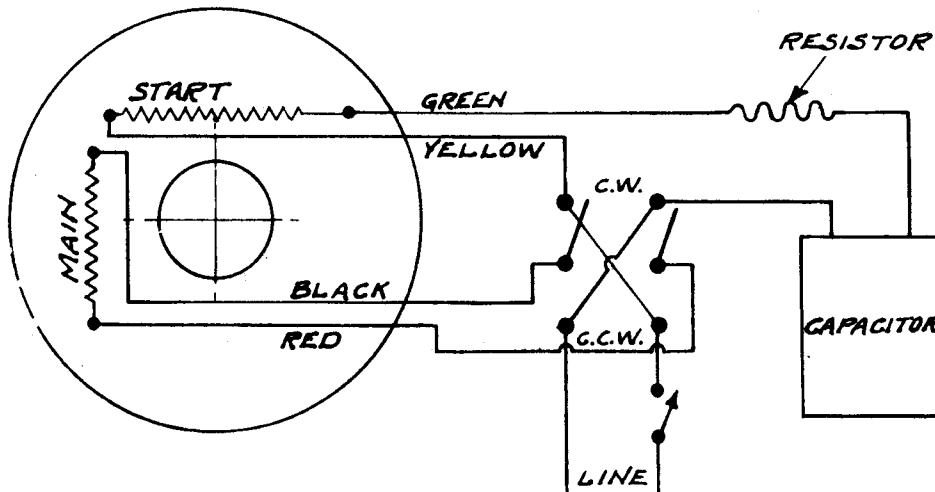 RESISTOR
START
GREEN
YELLOW
C.W.
MAIN
BLACK
RED
C.C.W.
CAPACITOR
LINE